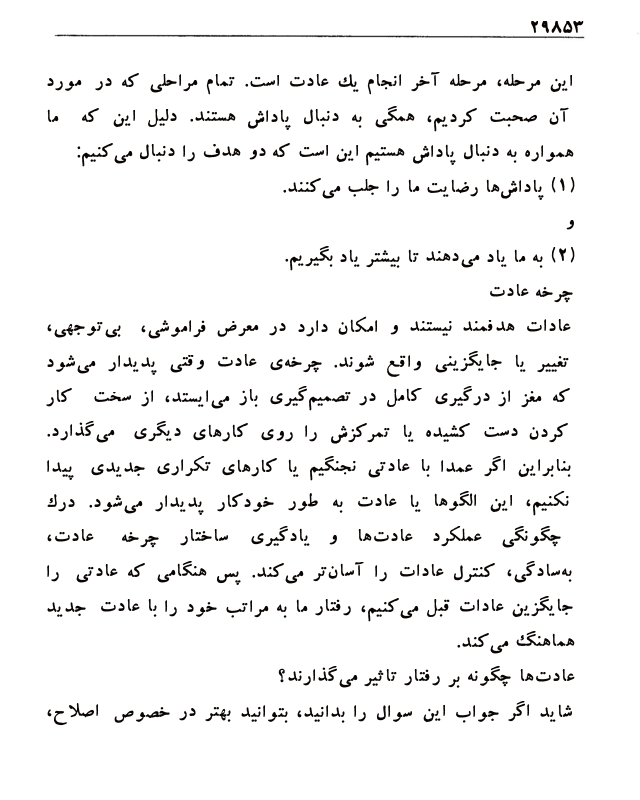 ۲۹۸۵۳
این مرحله، مرحله آخر انجام یك عادت است. تمام مراحلی که در مورد
آن صحبت کردیم، همگی به دنبال پاداش هستند. دلیل این که ما
همواره به دنبال پاداش هستیم این است که دو هدف را دنبال می‌کنیم:
(۱) پاداش‌ها رضایت ما را جلب می‌کنند.
و
(۲) به ما یاد می‌دهند تا بیشتر یاد بگیریم.
چرخه عادت
عادات هدفمند نیستند و امکان دارد در معرض فراموشی، بی‌توجهی،
تغییر یا جایگزینی واقع شوند. چرخه‌ی عادت وقتی پدیدار می‌شود
که مغز از درگیری کامل در تصمیم‌گیری باز می‌ایستد، از سخت کار
کردن دست کشیده یا تمرکزش را روی کارهای دیگری می‌گذارد.
بنابراین اگر عمدا با عادتی نجنگیم یا کارهای تکراری جدیدی پیدا
نکنیم، این الگوها یا عادت به طور خودکار پدیدار می‌شود. درك
چگونگی عملکرد عادت‌ها و یادگیری ساختار چرخه عادت،
به‌سادگی، کنترل عادات را آسان‌تر می‌کند. پس هنگامی که عادتی را
جایگزین عادات قبل می‌کنیم، رفتار ما به مراتب خود را با عادت جدید
هماهنگ می‌کند.
عادت‌ها چگونه بر رفتار تاثیر می‌گذارند؟
شاید اگر جواب این سوال را بدانید، بتوانید بهتر در خصوص اصلاح،